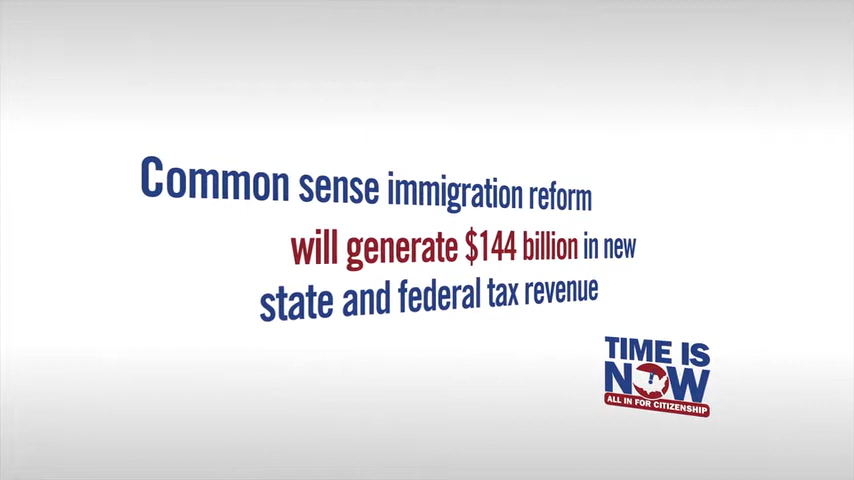 Common sense immigration reform
will generate $144 billion in new
state and federal tax revenue
TIME IS
NOW
ALL IN FOR CITIZENSHIP